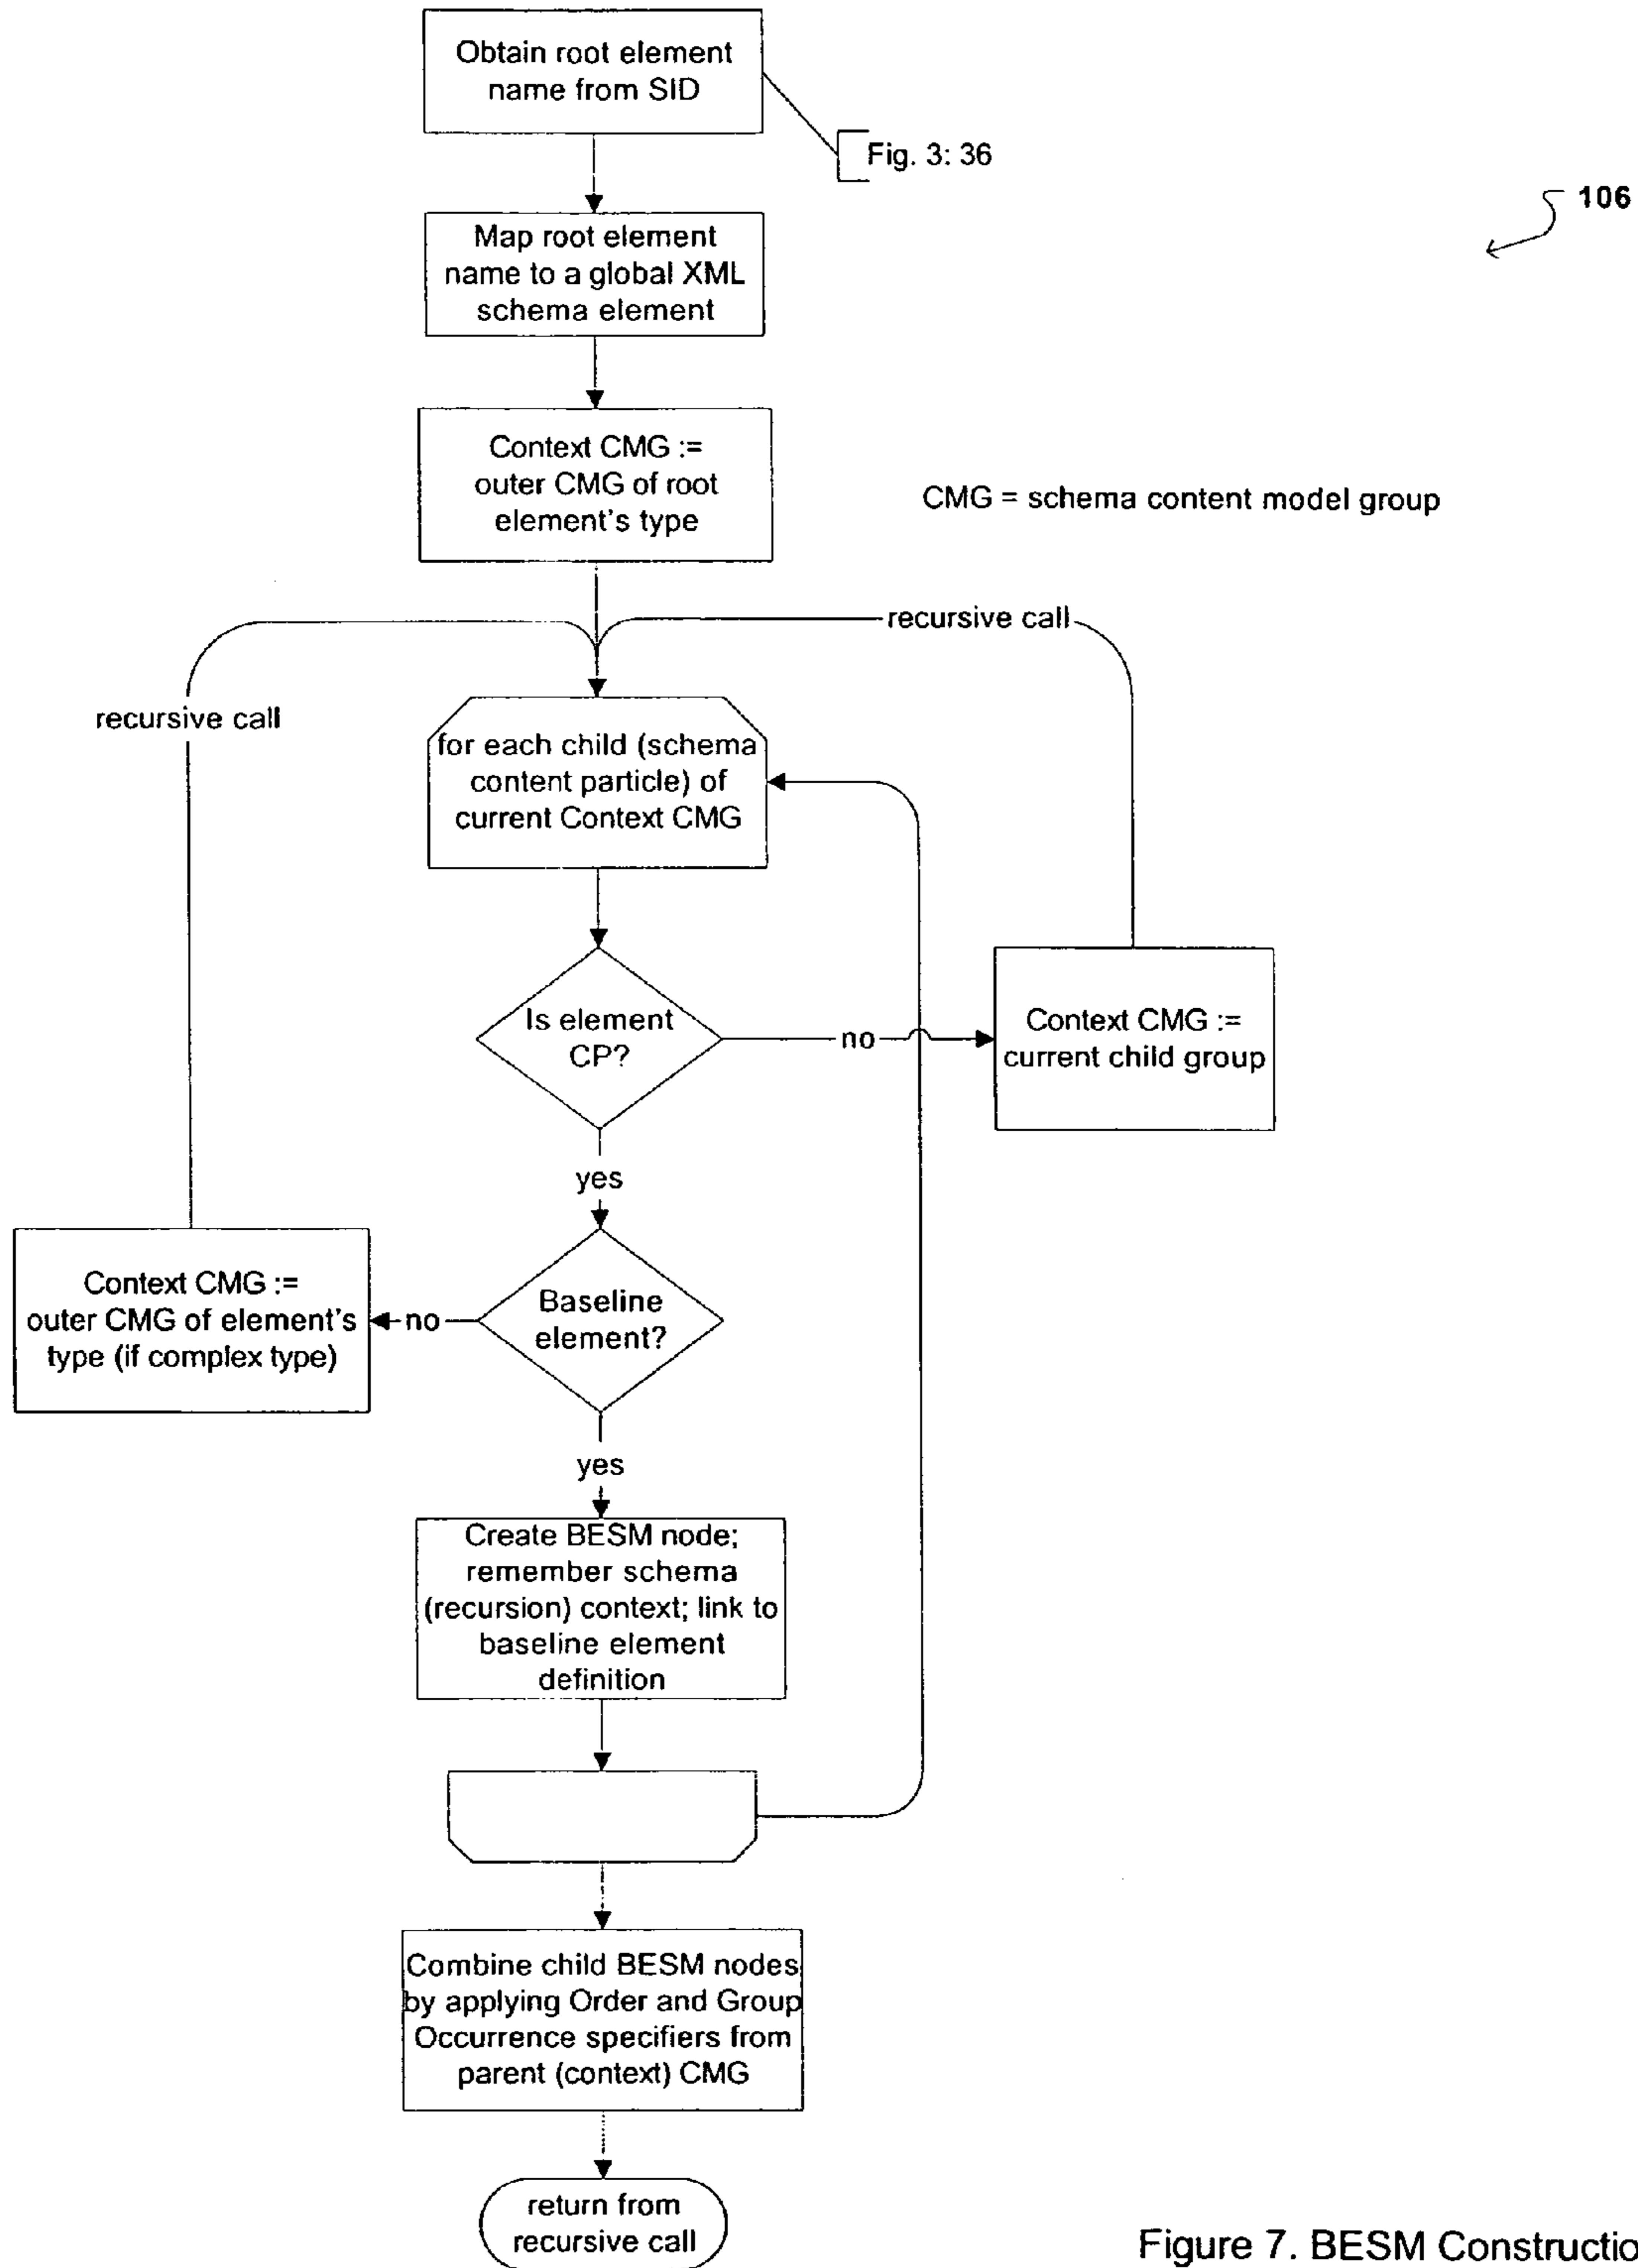 Obtain root element
name from SID
Fig. 3: 36
106
Map root element
name to a global XML
schema element
Context CMG :=
outer CMG of root
element's type
CMG = schema content model group
recursive call
recursive call
for each child (schema
content particle) of
current Context CMG
Is element
CP?
no
Context CMG :=
current child group
yes
Context CMG :=
outer CMG of element's
type (if complex type)
no
Baseline
element?
yes
Create BESM node;
remember schema
(recursion) context; link to
baseline element
definition
Combine child BESM nodes
by applying Order and Group
Occurrence specifiers from
parent (context) CMG
return from
recursive call
Figure 7. BESM Constructio